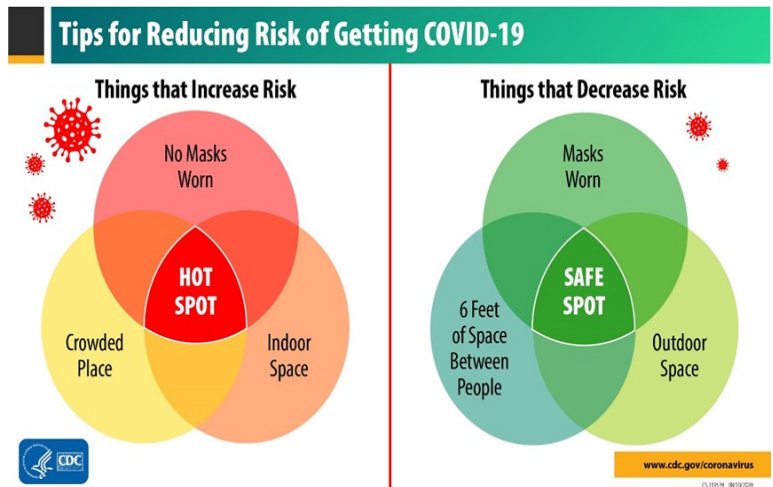 Tips for Reducing Risk of Getting COVID-19
Things that Increase Risk
No Masks
Worn
HOT
SPOT
Crowded
Place
Indoor
Space
Things that Decrease Risk
Masks
Worn
SAFE
SPOT
6 Feet
of Space
Between
People
Outdoor
Space
CDC
www.cdc.gov/coronavirus